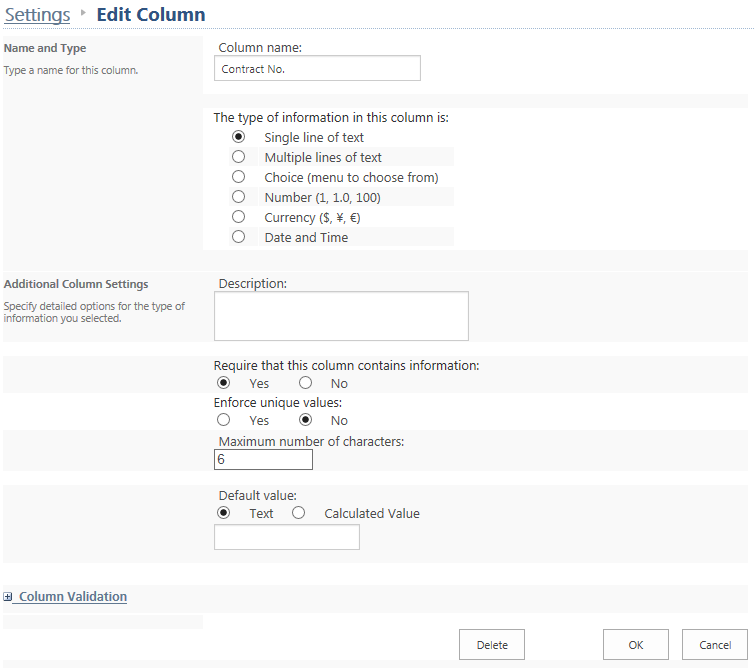 Settings Edit Column
Name and Type
Type a name for this column.
Column name:
Contract No.
The type of information in this column is:
Single line of text
Multiple lines of text
Choice (menu to choose from)
Number (1, 1.0, 100)
Currency ($, ¥, €)
Date and Time
Additional Column Settings
Specify detailed options for the type of
information you selected.
Description:
Require that this column contains information:
Yes No
Enforce unique values:
Yes No
Maximum number of characters:
6
Default value:
Text Calculated Value
Column Validation
Delete OK Cancel